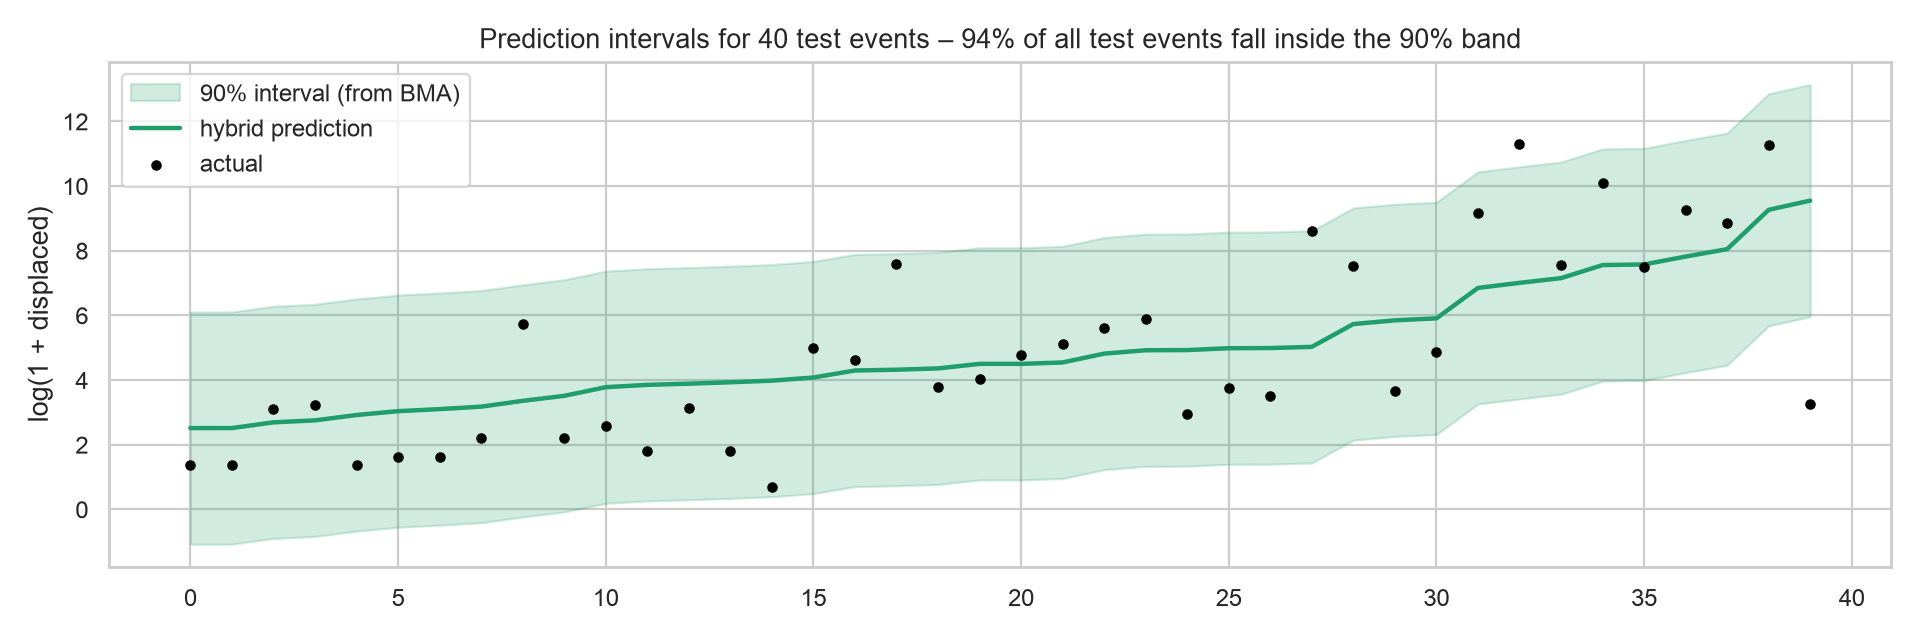 Prediction intervals for 40 test events – 94% of all test events fall inside the 90% band
90% interval (from BMA)
hybrid prediction
actual
log(1 + displaced)
12
10
8
6
4
2
0
0 5 10 15 20 25 30 35 40